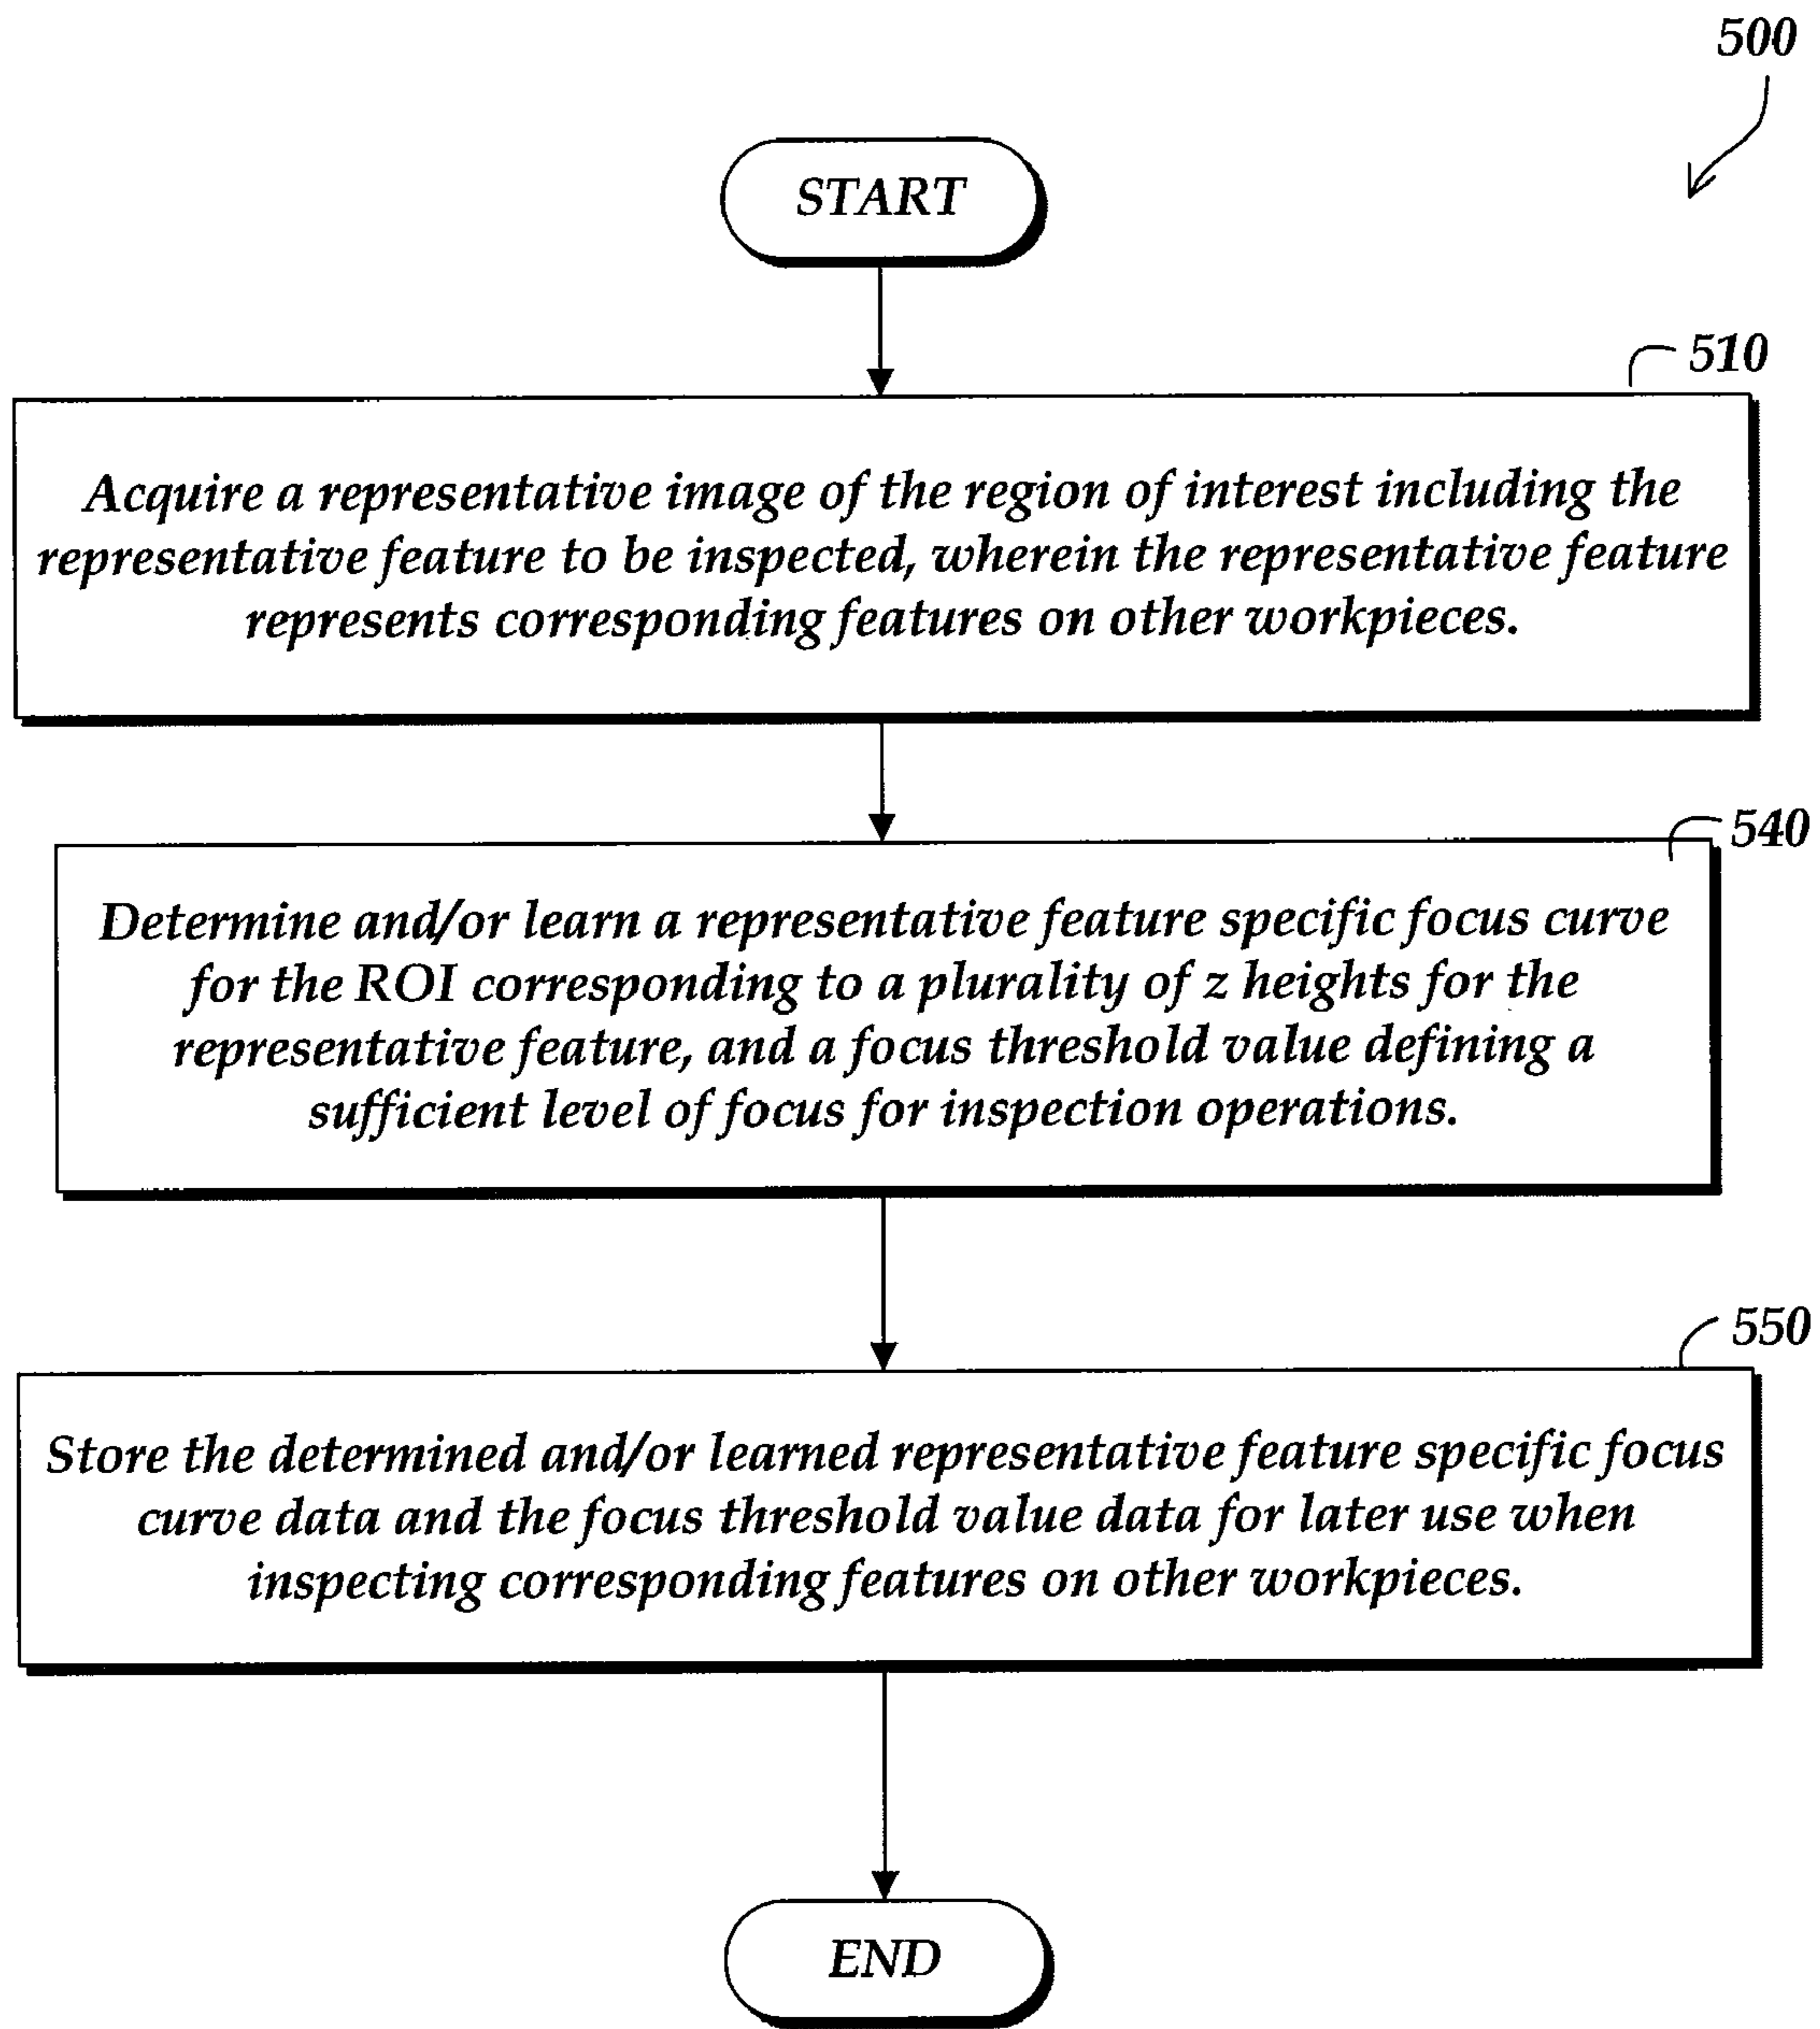 500
START
510
Acquire a representative image of the region of interest including the
representative feature to be inspected, wherein the representative feature
represents corresponding features on other workpieces.
540
Determine and/or learn a representative feature specific focus curve
for the ROI corresponding to a plurality of z heights for the
representative feature, and a focus threshold value defining a
sufficient level of focus for inspection operations.
550
Store the determined and/or learned representative feature specific focus
curve data and the focus threshold value data for later use when
inspecting corresponding features on other workpieces.
END